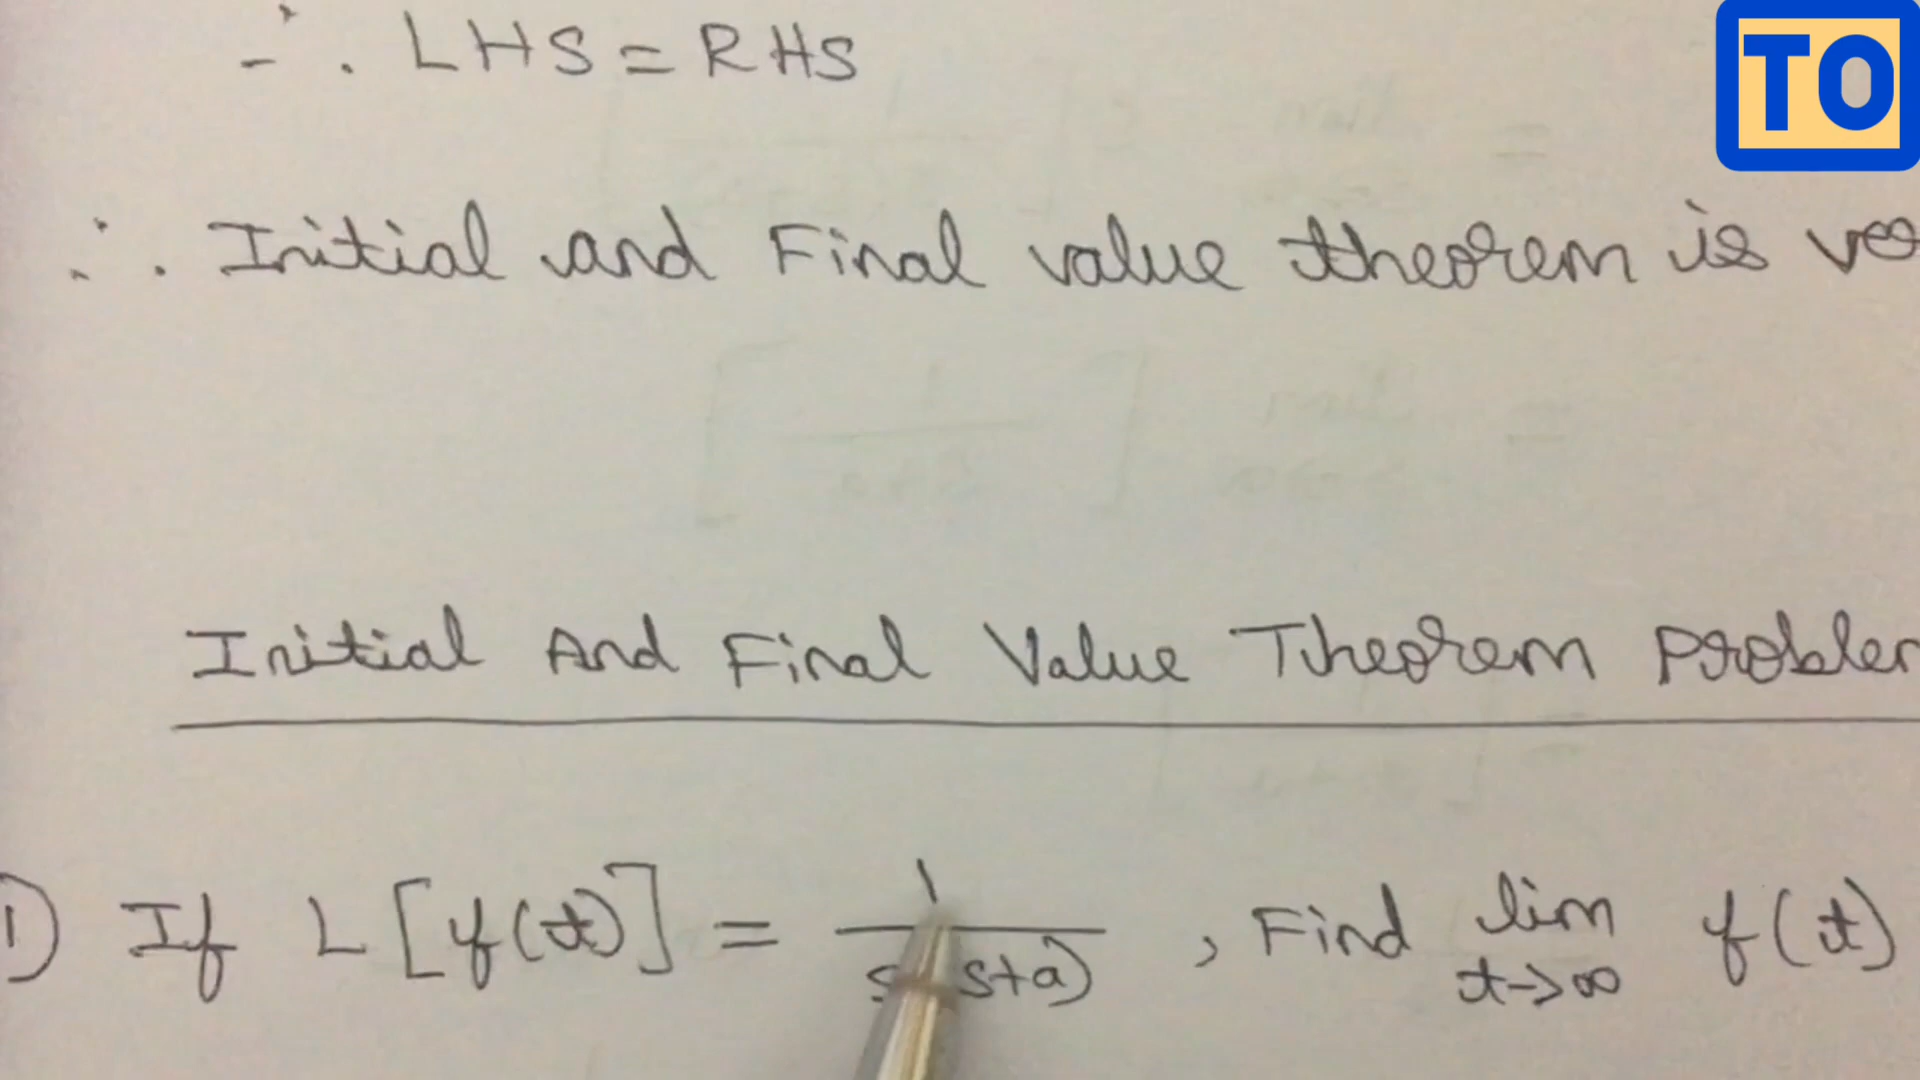 TO
∴ LHS = RHS
∴ Initial and Final value theorem is
Initial And Final Value Theorem
1) If L[f(t)] = 1/s(s+a), Find lim t→∞ f(t)